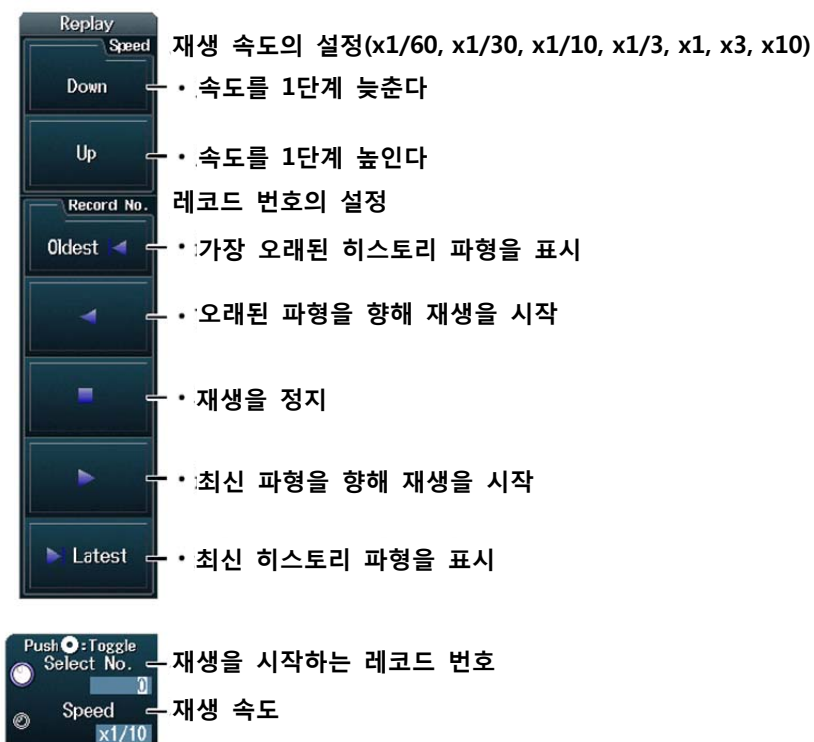 Replay
Speed 재생 속도의 설정(x1/60, x1/30, x1/10, x1/3, x1, x3, x10)
Down · 속도를 1단계 늦춘다
Up · 속도를 1단계 높인다
Record No. 레코드 번호의 설정
Oldest · 가장 오래된 히스토리 파형을 표시
· 오래된 파형을 향해 재생을 시작
· 재생을 정지
· 최신 파형을 향해 재생을 시작
Latest · 최신 히스토리 파형을 표시
Push :Toggle
Select No. 재생을 시작하는 레코드 번호
0
Speed 재생 속도
x1/10